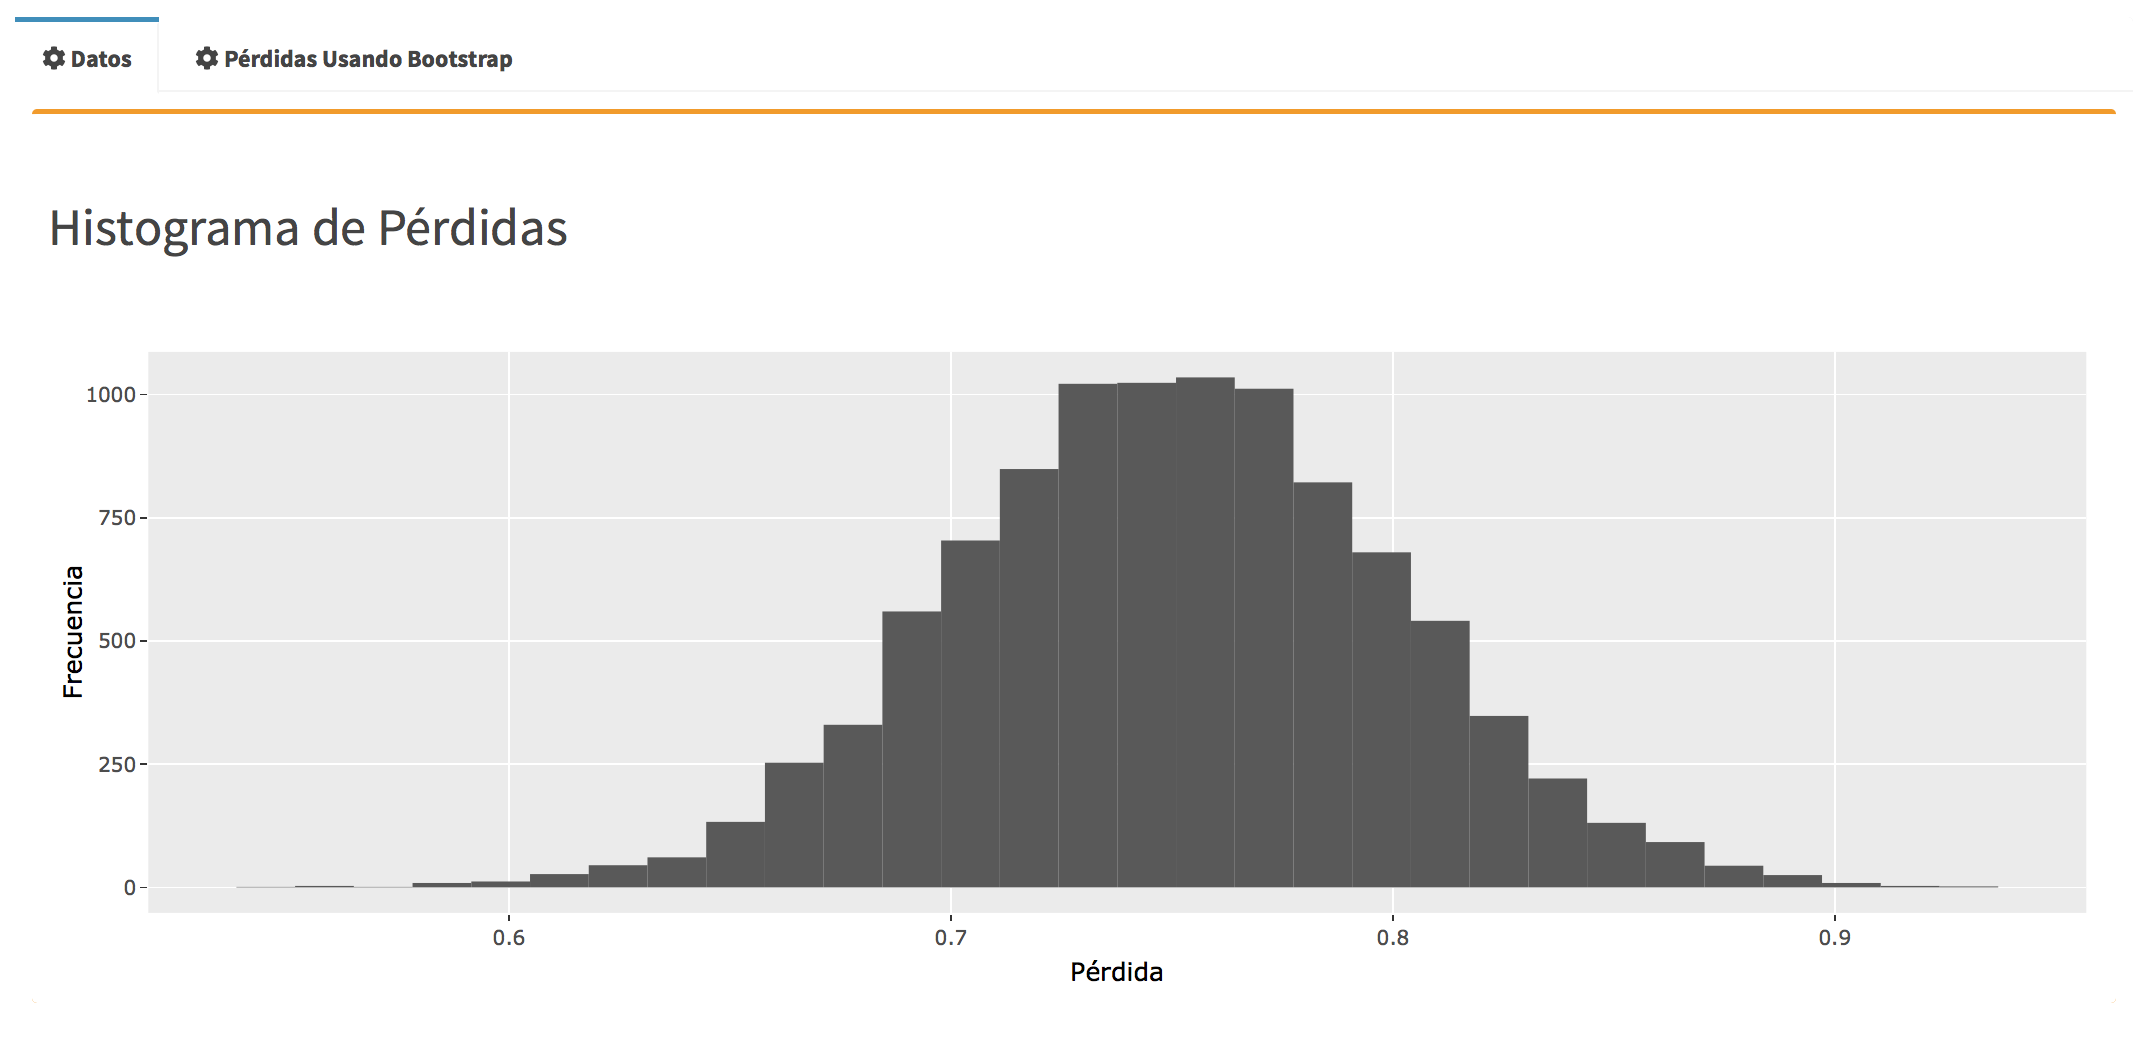 Datos
Pérdidas Usando Bootstrap
Histograma de Pérdidas
1000
750
500
250
0
Frecuencia
0.6
0.7
0.8
0.9
Pérdida